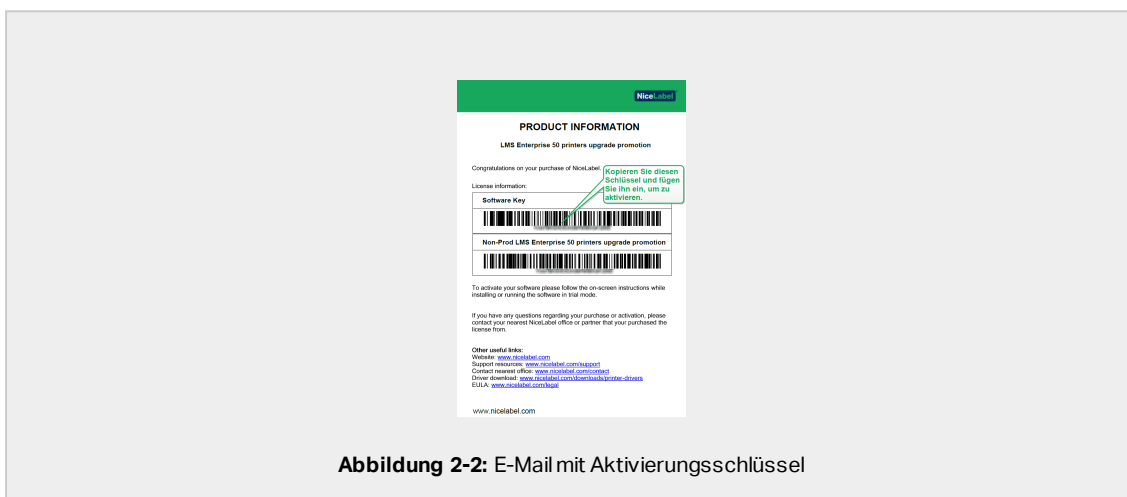 NiceLabel
PRODUCT INFORMATION
LMS Enterprise 50 printers upgrade promotion
Congratulations on your purchase of NiceLabel.
Kopieren Sie diesen
Schlüssel und fügen
Sie ihn ein, um zu
aktivieren.
License information:
Software Key
Non-Prod LMS Enterprise 50 printers upgrade promotion
To activate your software please follow the on-screen instructions while
installing or running the software in trial mode.
If you have any questions regarding your purchase or activation, please
contact your nearest NiceLabel office or partner that your purchased the
license from.
Other useful links:
Website: www.nicelabel.com
Support resources: www.nicelabel.com/support
Contact nearest office: www.nicelabel.com/contact
Driver download: www.nicelabel.com/downloads/printer-drivers
EULA: www.nicelabel.com/legal
www.nicelabel.com
Abbildung 2-2: E-Mail mit Aktivierungsschlüssel